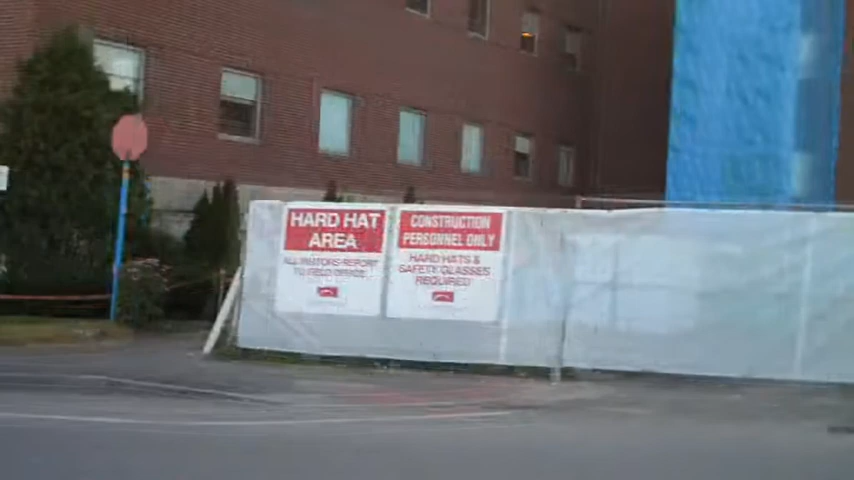 HARD HAT
AREA
ALL VISITORS REPORT
TO FIELD OFFICE
CONSTRUCTION
PERSONNEL ONLY
HARD HATS &
SAFETY GLASSES
REQUIRED